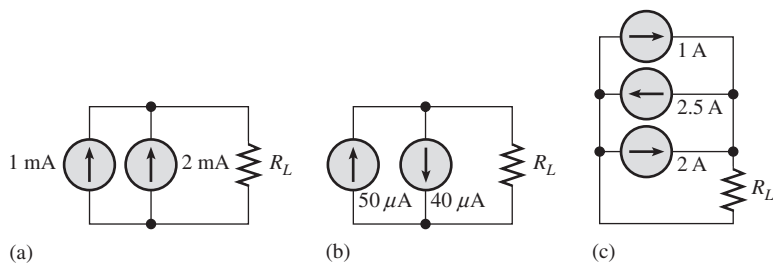 1 mA
2 mA
R_L
(a)
50 μA
40 μA
R_L
(b)
1 A
2.5 A
2 A
R_L
(c)